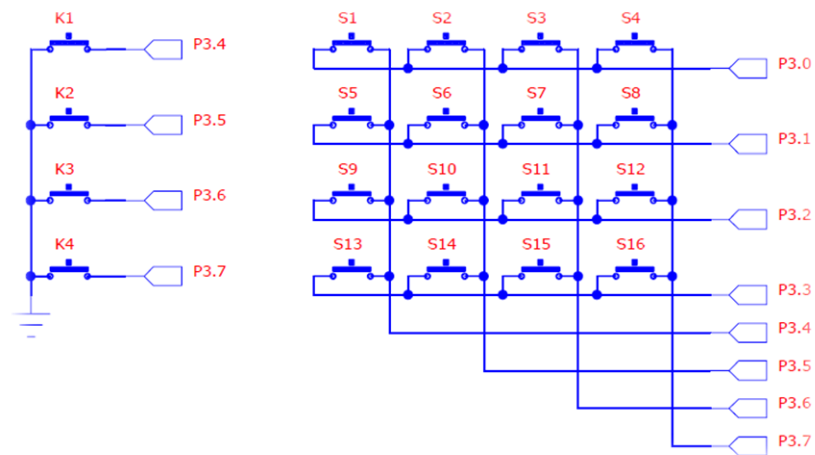 K1 P3.4
K2 P3.5
K3 P3.6
K4 P3.7
S1 S2 S3 S4 P3.0
S5 S6 S7 S8 P3.1
S9 S10 S11 S12 P3.2
S13 S14 S15 S16 P3.3
P3.4
P3.5
P3.6
P3.7